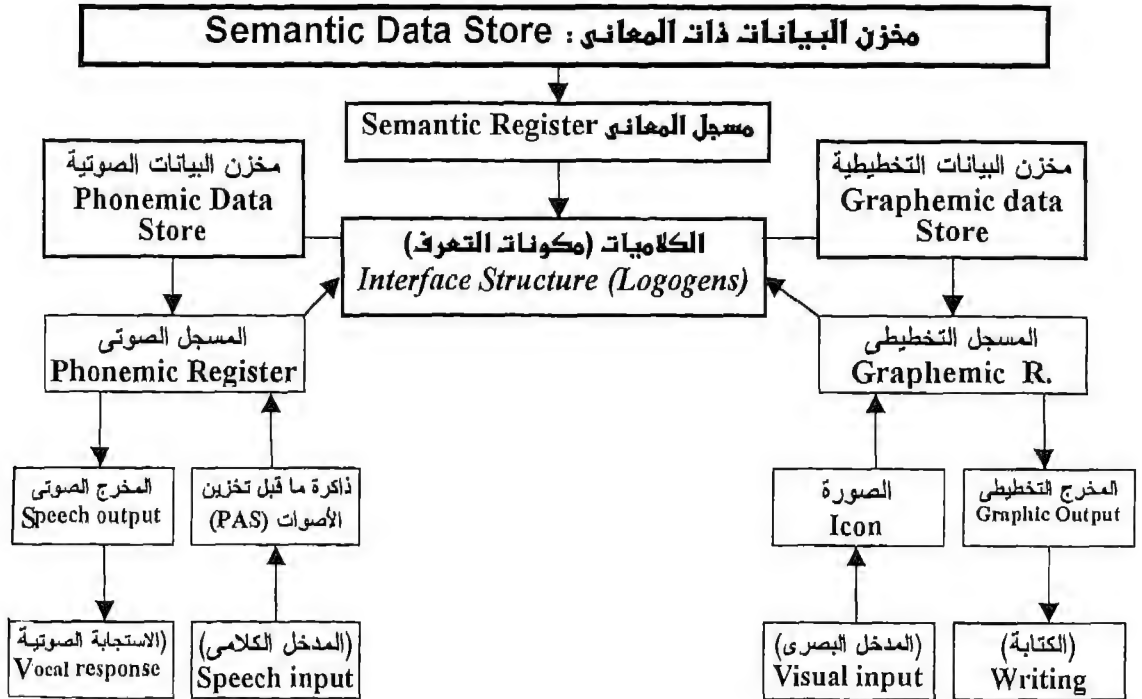 مخزن البيانات ذات المعانى : Semantic Data Store
مسجل المعانى Semantic Register
مخزن البيانات الصوتية
Phonemic Data
Store
مخزن البيانات التخطيطية
Graphemic data
Store
الكلاميات (مكونات التعرف)
Interface Structure (Logogens)
المسجل الصوتى
Phonemic Register
المسجل التخطيطى
Graphemic R.
المخرج الصوتى
Speech output
ذاكرة ما قبل تخزين
الأصوات (PAS)
الصورة
Icon
المخرج التخطيطى
Graphic Output
(الاستجابة الصوتية
Vocal response
(المدخل الكلامى)
Speech input
(المدخل البصرى)
Visual input
(الكتابة)
Writing